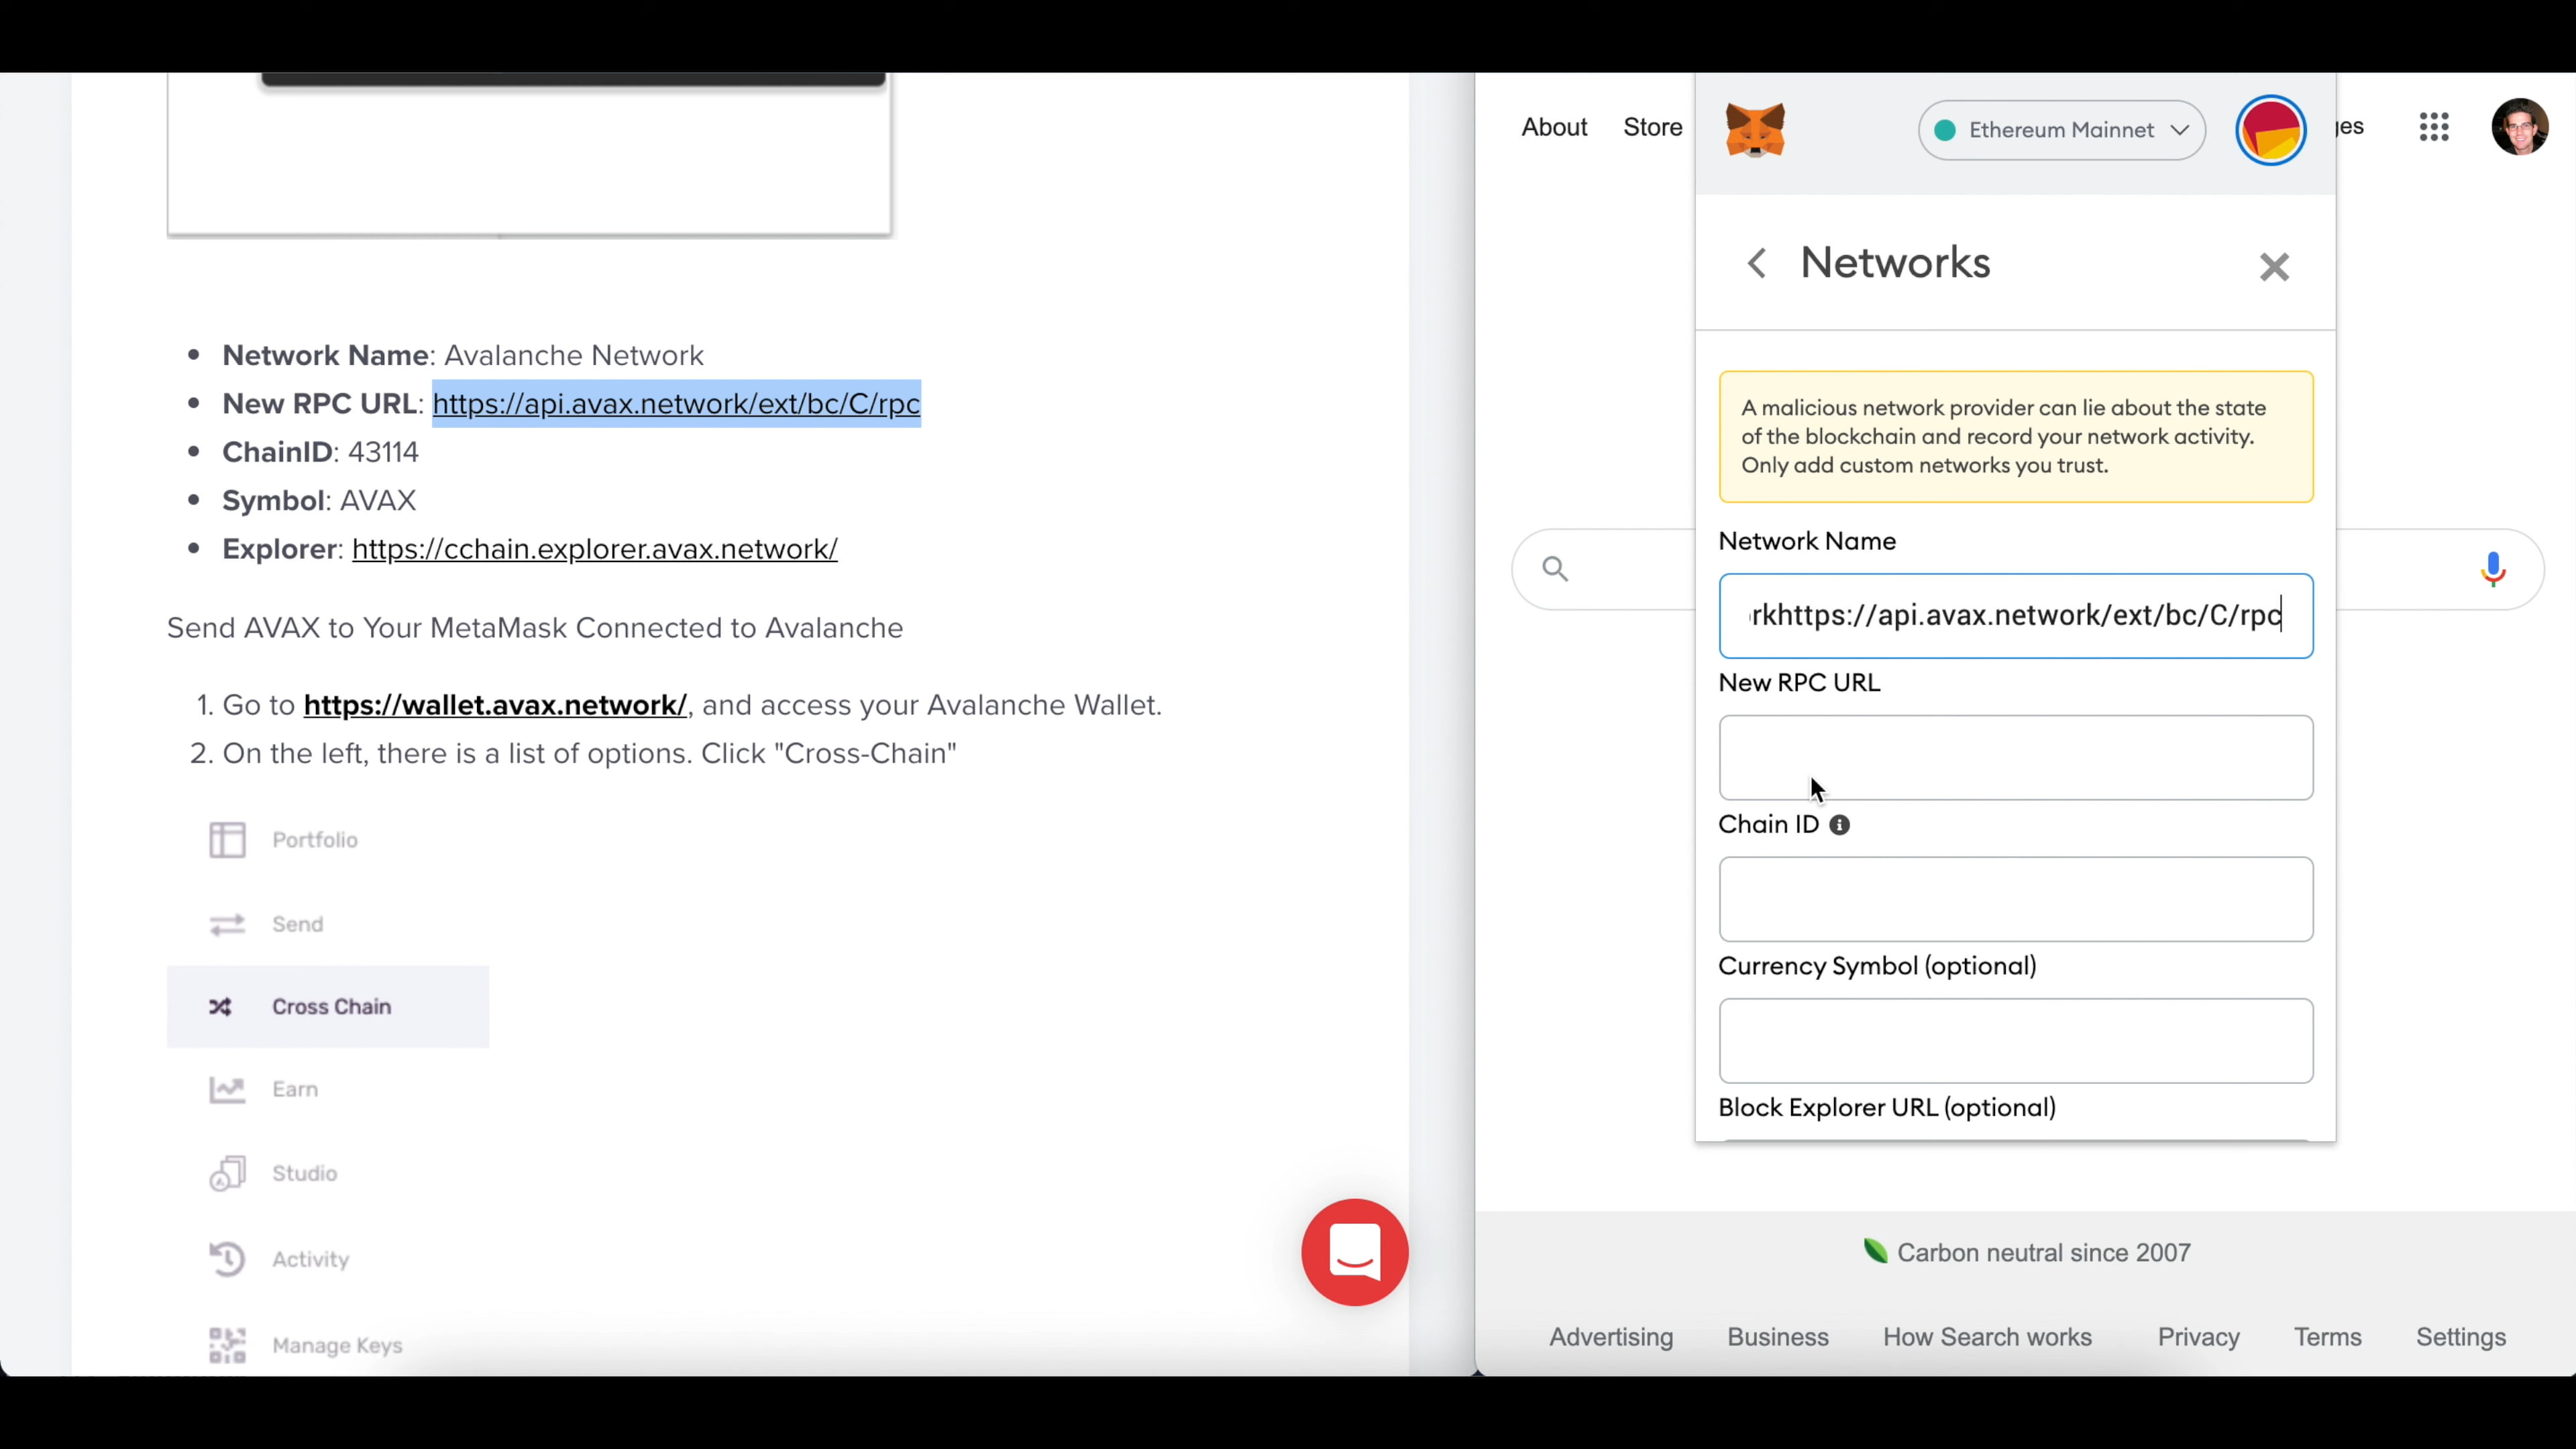 Network Name: Avalanche Network
New RPC URL: https://api.avax.network/ext/bc/C/rpc
ChainID: 43114
Symbol: AVAX
Explorer: https://cchain.explorer.avax.network/
Send AVAX to Your MetaMask Connected to Avalanche
1. Go to https://wallet.avax.network/, and access your Avalanche Wallet.
2. On the left, there is a list of options. Click "Cross-Chain"
Portfolio
Send
Cross Chain
Earn
Studio
Activity
Manage Keys
About Store
Ethereum Mainnet
es
Networks
A malicious network provider can lie about the state
of the blockchain and record your network activity.
Only add custom networks you trust.
Network Name
rkhttps://api.avax.network/ext/bc/C/rpc
New RPC URL
Chain ID
Currency Symbol (optional)
Block Explorer URL (optional)
Carbon neutral since 2007
Advertising Business How Search works Privacy Terms Settings